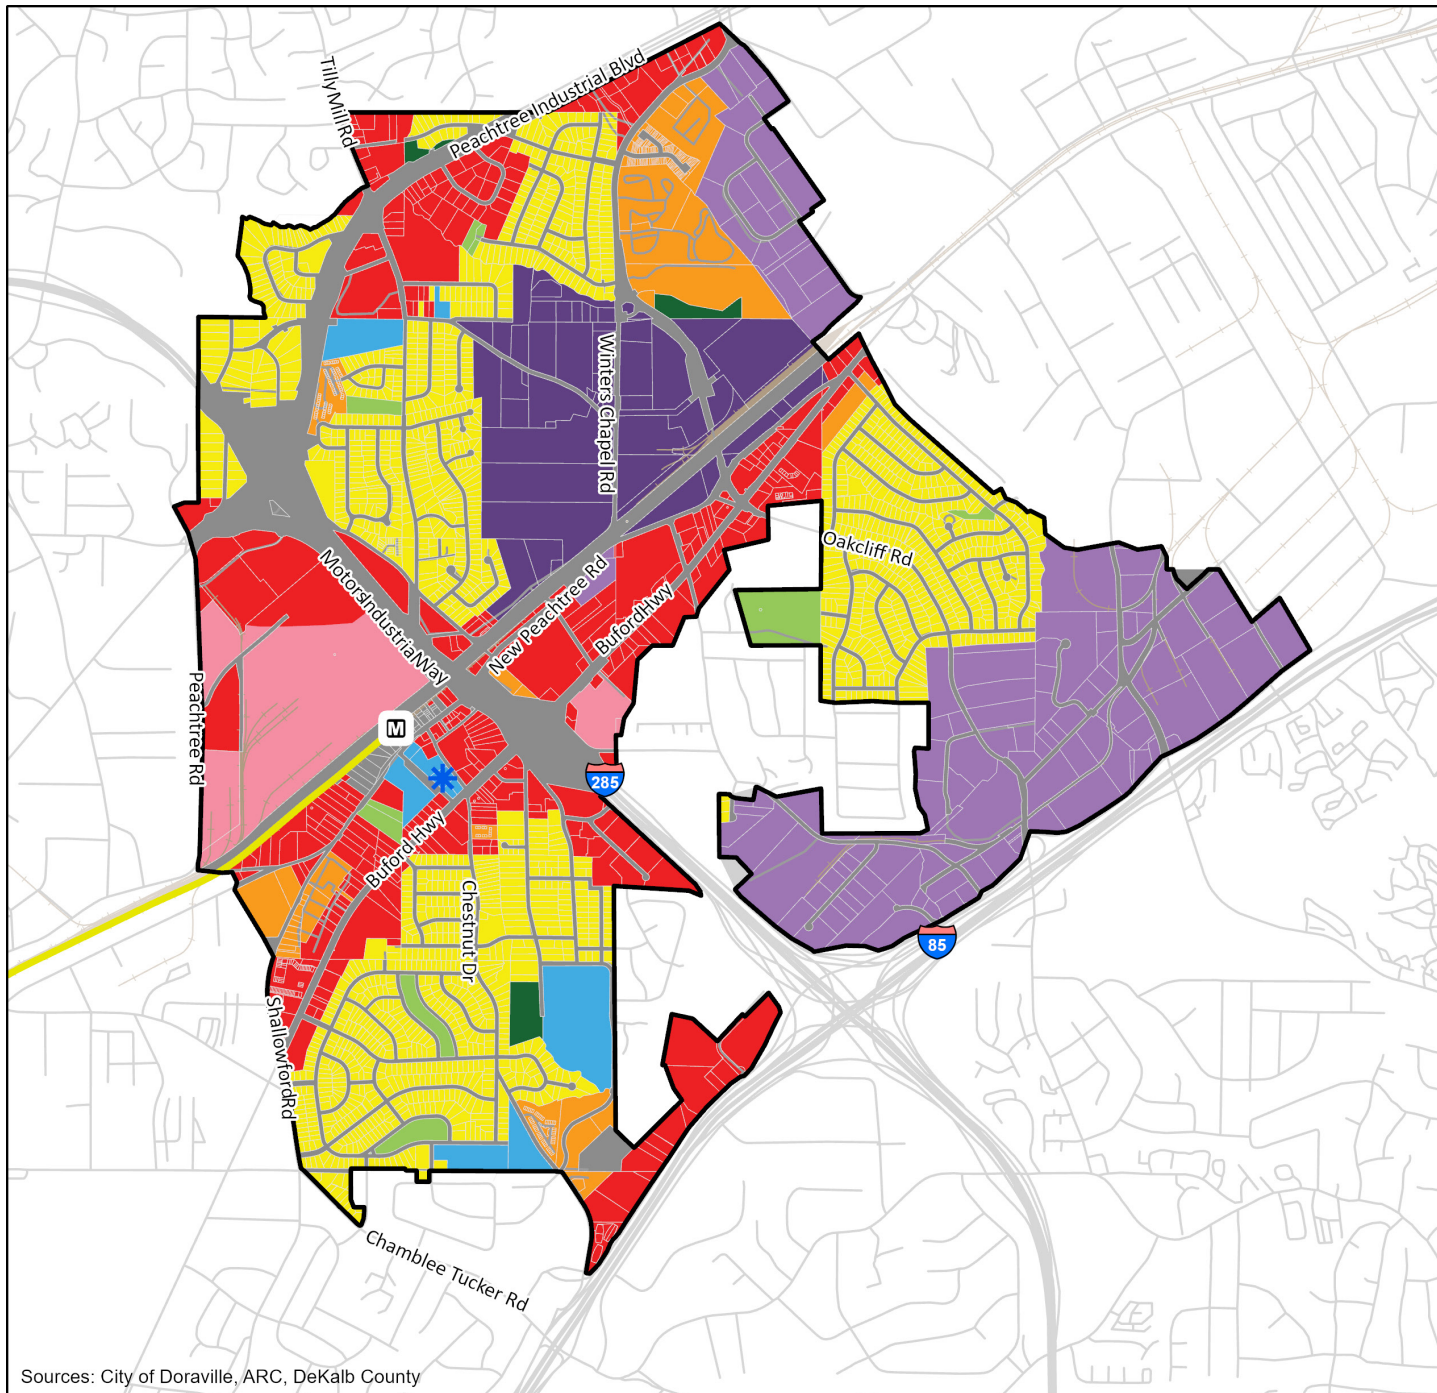 Tilly Mill Rd
Peachtree Industrial Blvd
Winters Chapel Rd
Oakcliff Rd
Motors Industrial Way
New Peachtree Rd
Buford Hwy
Peachtree Rd
M
285
Buford Hwy
Chestnut Dr
85
Shallowford Rd
Chamblee Tucker Rd
Sources: City of Doraville, ARC, DeKalb County